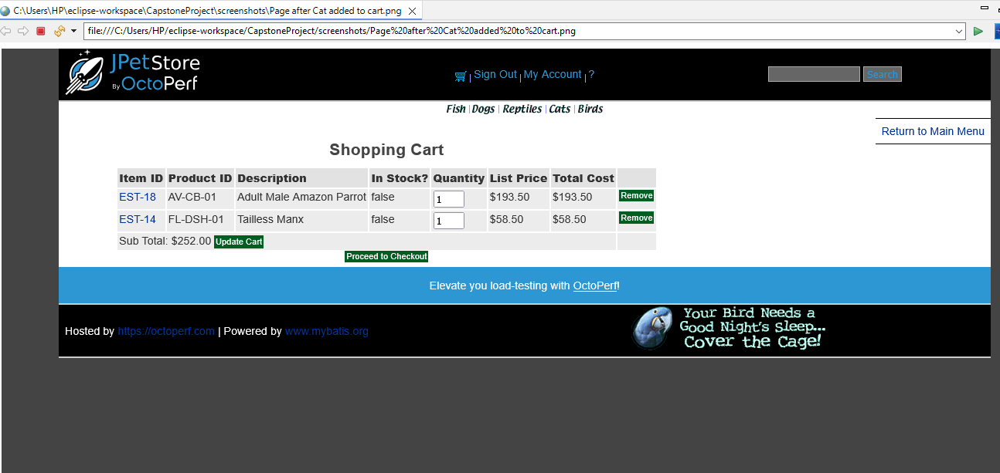 C:\Users\HP\eclipse-workspace\CapstoneProject\screenshots\Page after Cat added to cart.png
file:///C:/Users/HP/eclipse-workspace/CapstoneProject/screenshots/Page%20after%20Cat%20added%20to%20cart.png
JPetStore
By OctoPerf
| Sign Out | My Account | ?
Search
Fish | Dogs | Reptiles | Cats | Birds
Return to Main Menu
Shopping Cart
Item ID Product ID Description In Stock? Quantity List Price Total Cost
EST-18 AV-CB-01 Adult Male Amazon Parrot false 1 $193.50 $193.50 Remove
EST-14 FL-DSH-01 Tailless Manx false 1 $58.50 $58.50 Remove
Sub Total: $252.00 Update Cart
Proceed to Checkout
Elevate you load-testing with OctoPerf!
Your Bird Needs a
Good Night's Sleep...
Cover the Cage!
Hosted by https://octoperf.com | Powered by www.mybatis.org